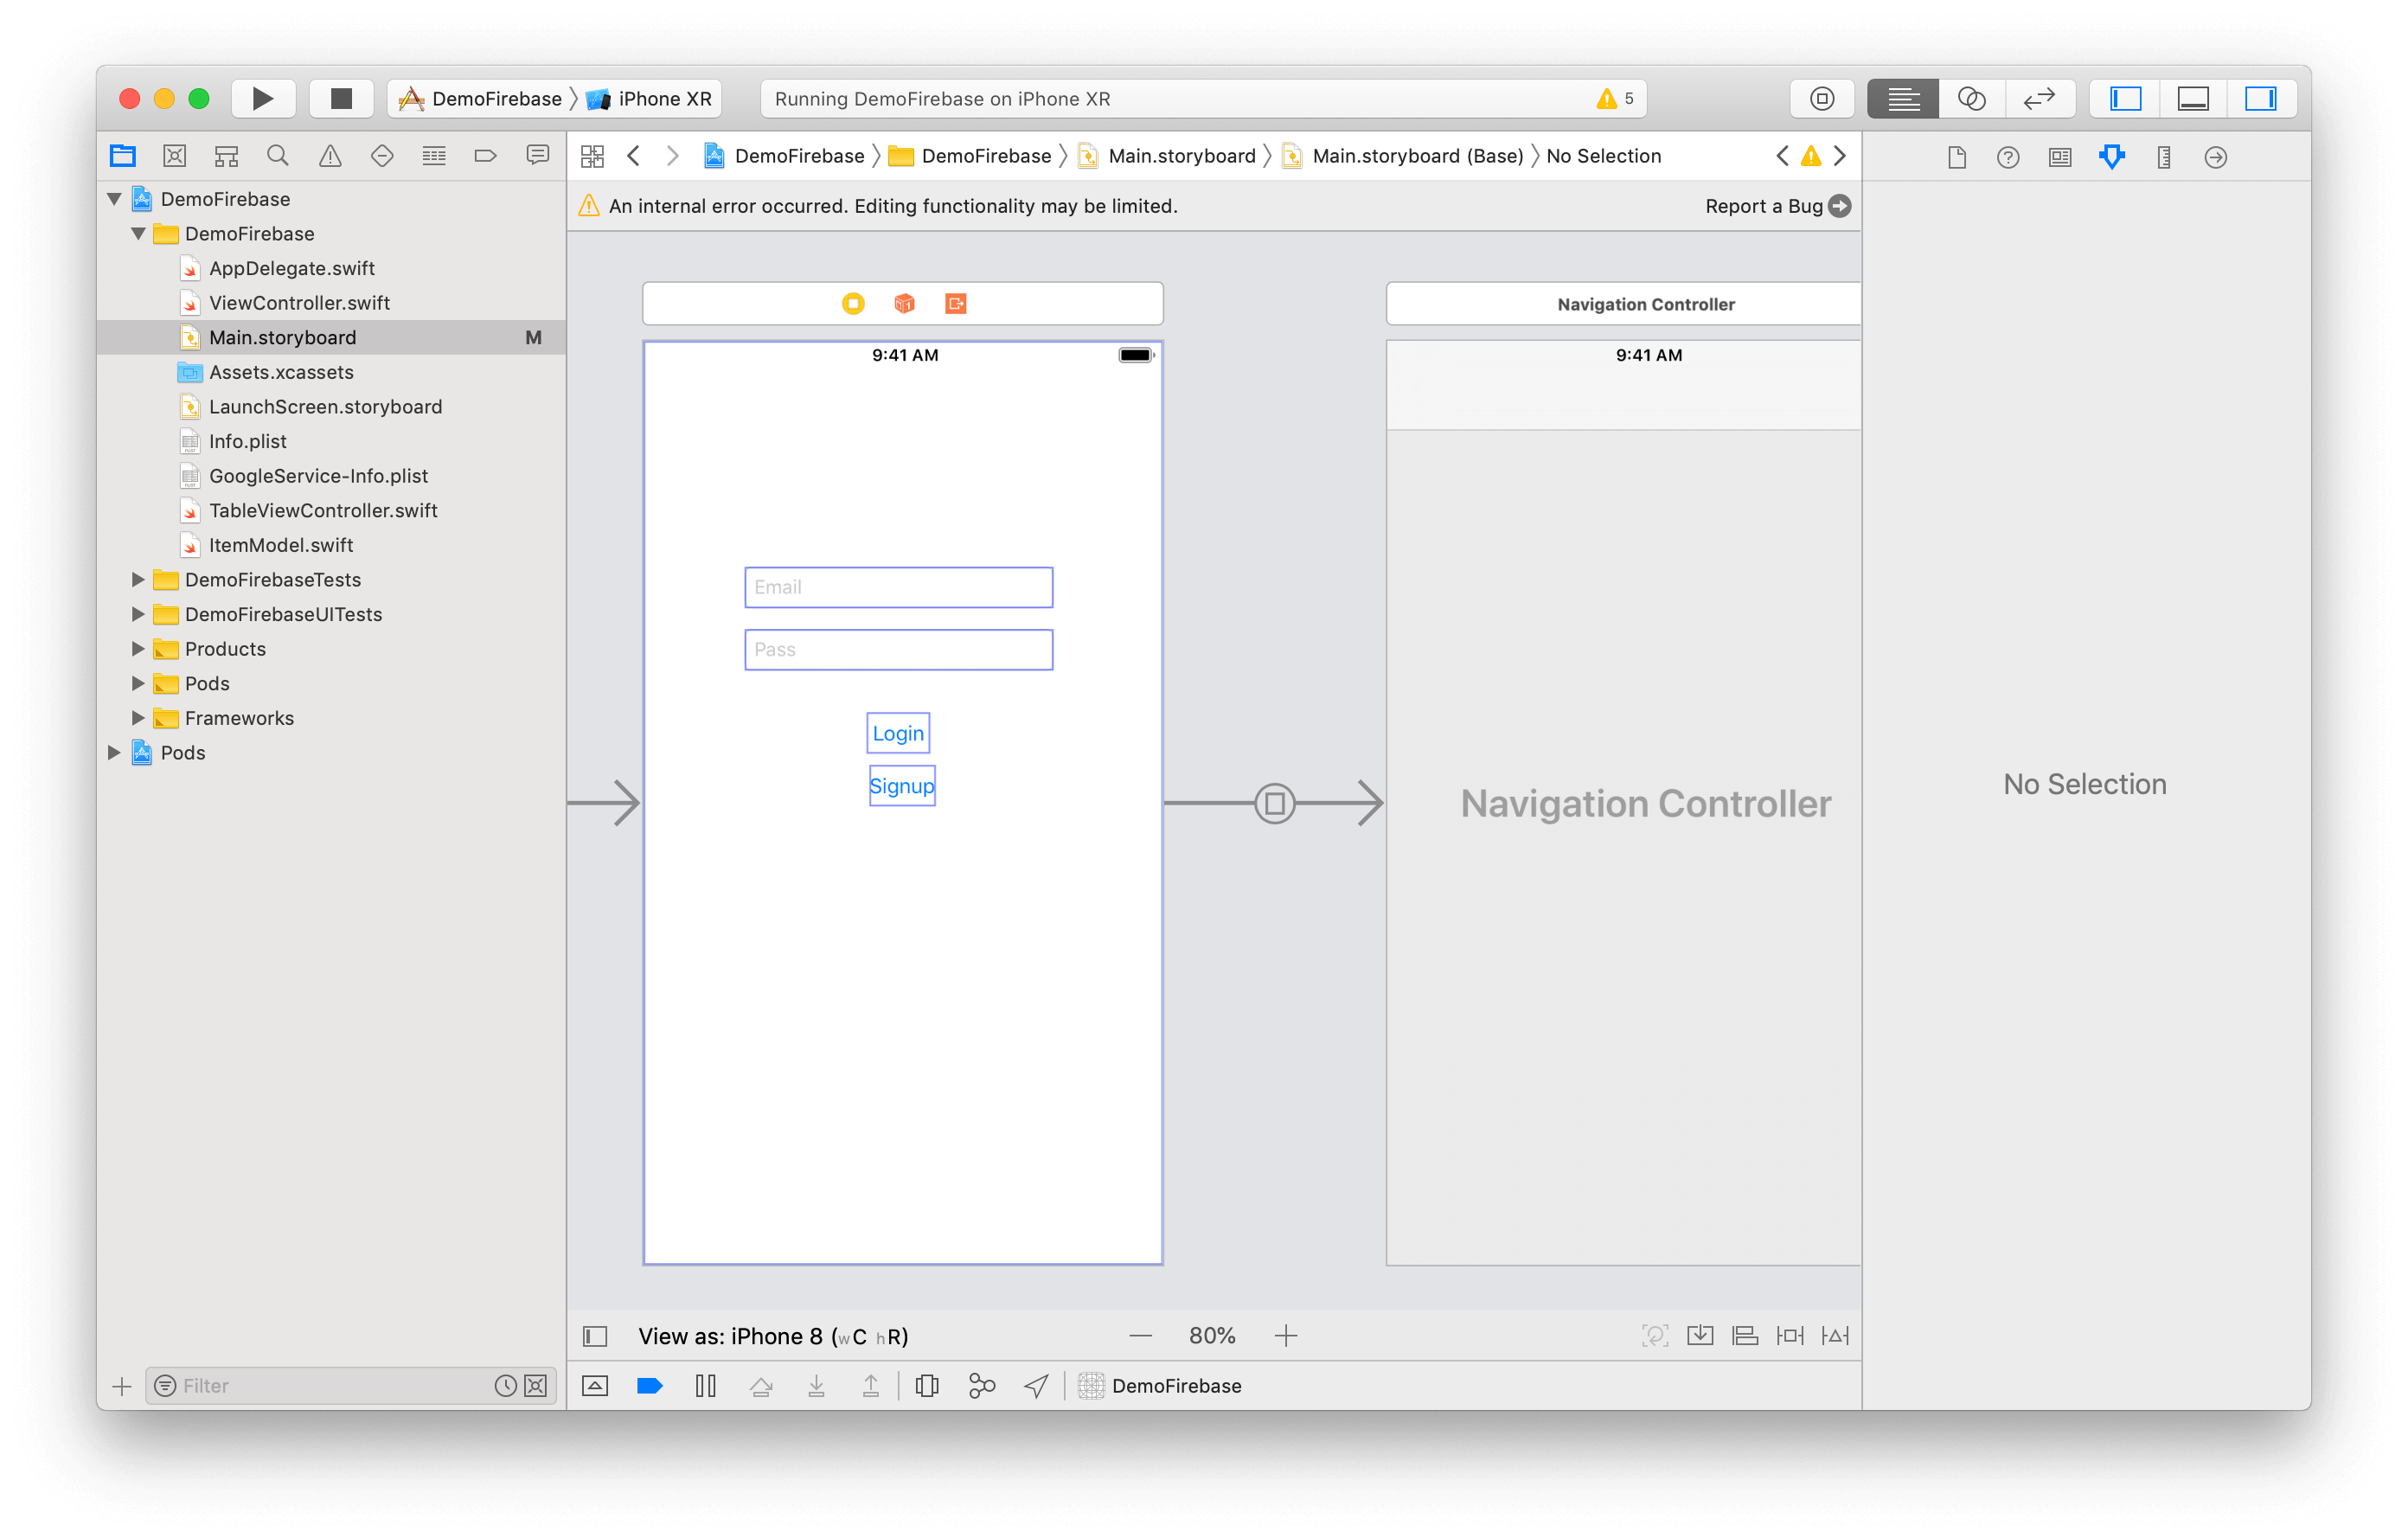 DemoFirebase
iPhone XR
Running DemoFirebase on iPhone XR
5
DemoFirebase
DemoFirebase
Main.storyboard
Main.storyboard (Base)
No Selection
An internal error occurred. Editing functionality may be limited.
Report a Bug
DemoFirebase
DemoFirebase
AppDelegate.swift
ViewController.swift
Main.storyboard
M
Assets.xcassets
LaunchScreen.storyboard
Info.plist
GoogleService-Info.plist
TableViewController.swift
ItemModel.swift
DemoFirebaseTests
DemoFirebaseUITests
Products
Pods
Frameworks
Pods
Filter
9:41 AM
Email
Pass
Login
Signup
Navigation Controller
9:41 AM
Navigation Controller
No Selection
View as: iPhone 8 (wC hR)
80%
DemoFirebase